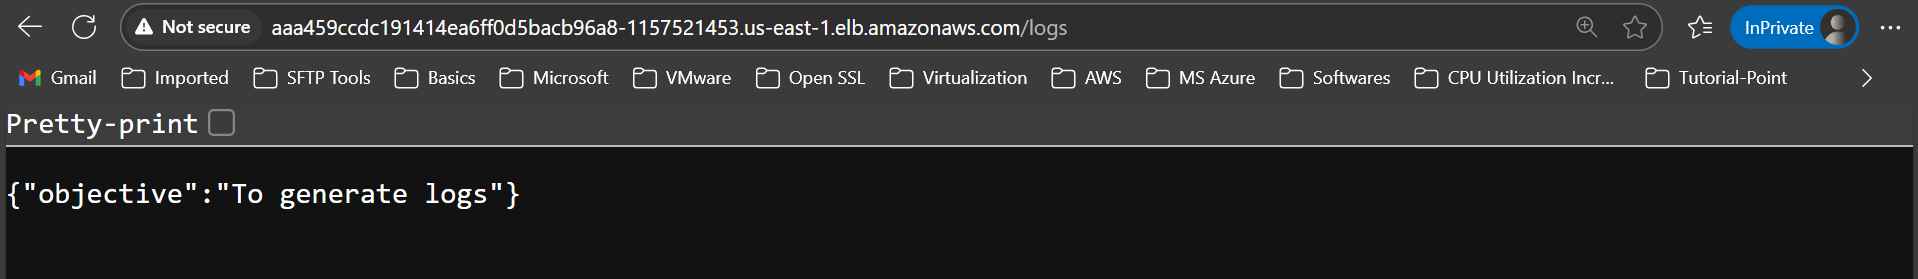 Not secure aaa459ccdc191414ea6ff0d5bacb96a8-1157521453.us-east-1.elb.amazonaws.com/logs InPrivate
Gmail Imported SFTP Tools Basics Microsoft VMware Open SSL Virtualization AWS MS Azure Softwares CPU Utilization Incr... Tutorial-Point
Pretty-print
{"objective":"To generate logs"}